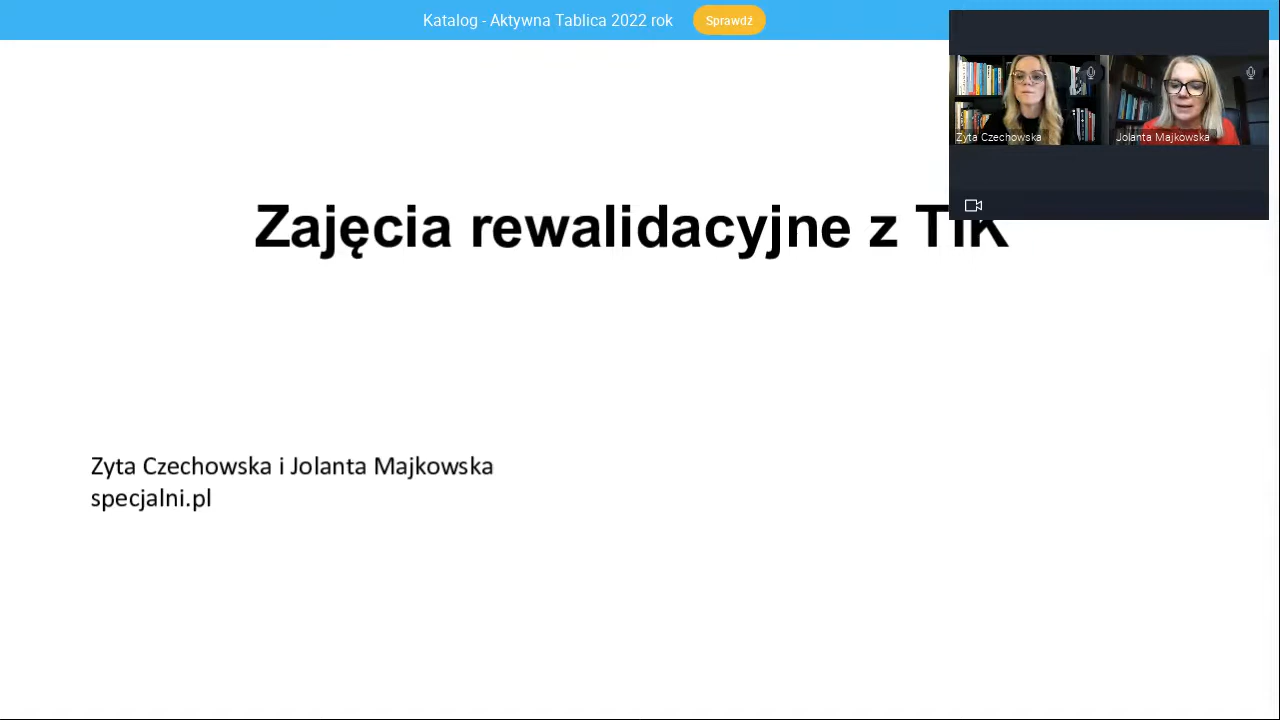 Katalog - Aktywna Tablica 2022 rok
Sprawdź
Zyta Czechowska
Jolanta Majkowska
Zajęcia rewalidacyjne z TIK
Zyta Czechowska i Jolanta Majkowska
specjalni.pl